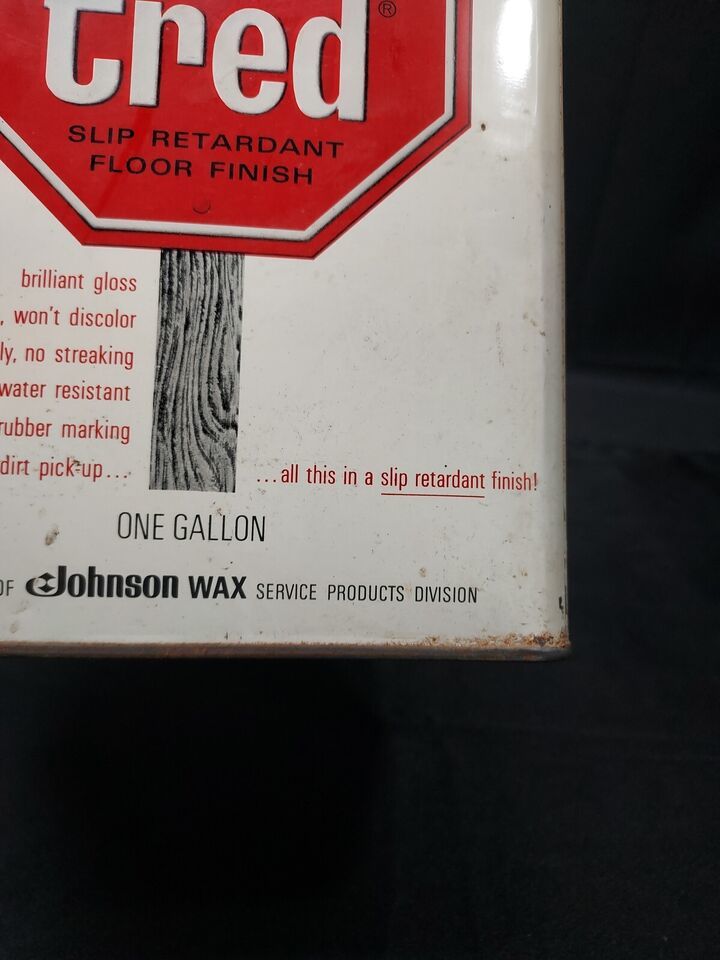 tred®
SLIP RETARDANT
FLOOR FINISH
brilliant gloss
, won't discolor
ly, no streaking
water resistant
rubber marking
dirt pick-up...
...all this in a slip retardant finish!
ONE GALLON
OF Johnson WAX SERVICE PRODUCTS DIVISION